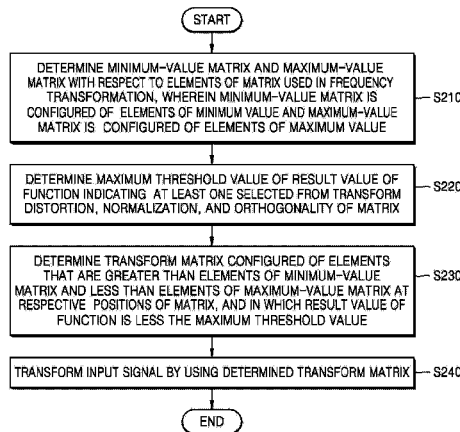 START
DETERMINE MINIMUM-VALUE MATRIX AND MAXIMUM-VALUE
MATRIX WITH RESPECT TO ELEMENTS OF MATRIX USED IN FREQUENCY
TRANSFORMATION, WHEREIN MINIMUM-VALUE MATRIX IS
CONFIGURED OF ELEMENTS OF MINIMUM VALUE AND MAXIMUM-VALUE
MATRIX IS CONFIGURED OF ELEMENTS OF MAXIMUM VALUE
S210
DETERMINE MAXIMUM THRESHOLD VALUE OF RESULT VALUE OF
FUNCTION INDICATING AT LEAST ONE SELECTED FROM TRANSFORM
DISTORTION, NORMALIZATION, AND ORTHOGONALITY OF MATRIX
S220
DETERMINE TRANSFORM MATRIX CONFIGURED OF ELEMENTS
THAT ARE GREATER THAN ELEMENTS OF MINIMUM-VALUE
MATRIX AND LESS THAN ELEMENTS OF MAXIMUM-VALUE MATRIX AT
RESPECTIVE POSITIONS OF MATRIX, AND IN WHICH RESULT VALUE OF
FUNCTION IS LESS THE MAXIMUM THRESHOLD VALUE
S230
TRANSFORM INPUT SIGNAL BY USING DETERMINED TRANSFORM MATRIX
S240
END